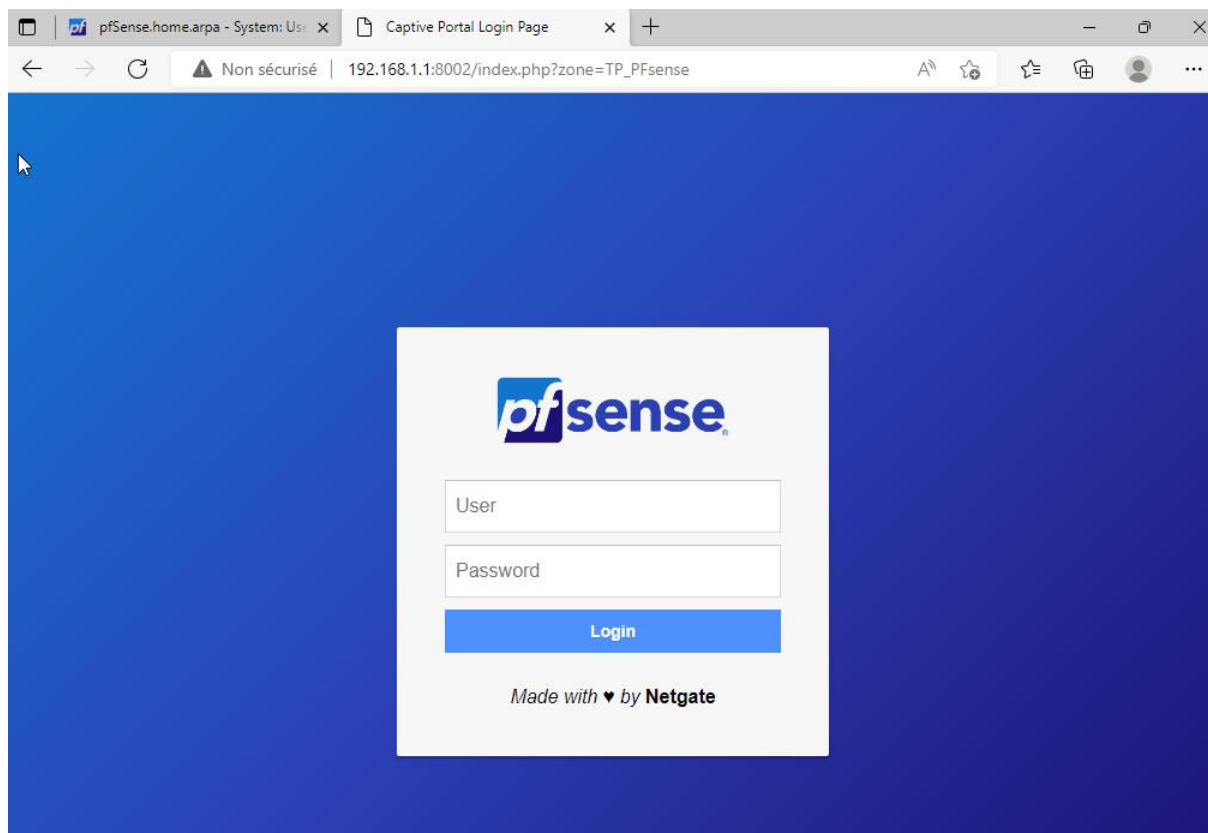 pfSense.home.arpa - System: Use
Captive Portal Login Page
Non sécurisé
192.168.1.1:8002/index.php?zone=TP_PFsense
pfsense
User
Password
Login
Made with ♥ by Netgate